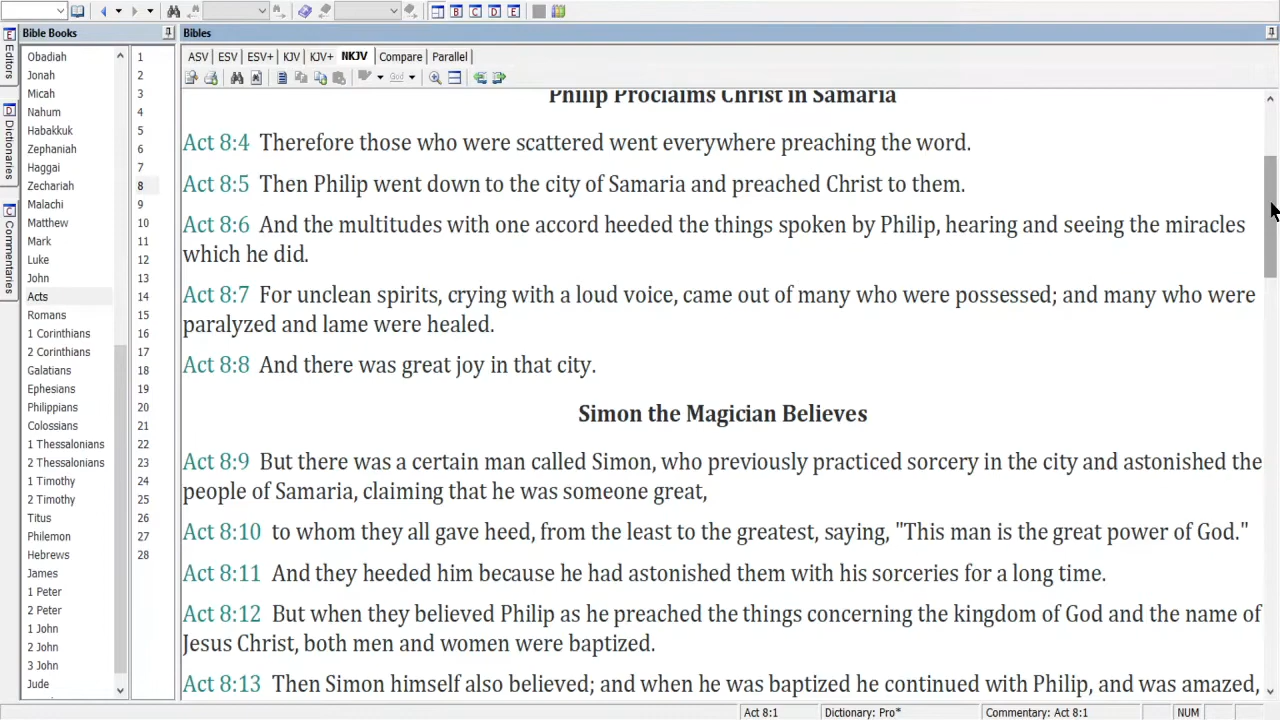 Bible Books
Bibles
Editors
Dictionaries
Commentaries
Obadiah
Jonah
Micah
Nahum
Habakkuk
Zephaniah
Haggai
Zechariah
Malachi
Matthew
Mark
Luke
John
Acts
Romans
1 Corinthians
2 Corinthians
Galatians
Ephesians
Philippians
Colossians
1 Thessalonians
2 Thessalonians
1 Timothy
2 Timothy
Titus
Philemon
Hebrews
James
1 Peter
2 Peter
1 John
2 John
3 John
Jude
1
2
3
4
5
6
7
8
9
10
11
12
13
14
15
16
17
18
19
20
21
22
23
24
25
26
27
28
ASV ESV ESV+ KJV KJV+ NKJV Compare Parallel
Philip Proclaims Christ in Samaria
Act 8:4 Therefore those who were scattered went everywhere preaching the word.
Act 8:5 Then Philip went down to the city of Samaria and preached Christ to them.
Act 8:6 And the multitudes with one accord heeded the things spoken by Philip, hearing and seeing the miracles
which he did.
Act 8:7 For unclean spirits, crying with a loud voice, came out of many who were possessed; and many who were
paralyzed and lame were healed.
Act 8:8 And there was great joy in that city.
Simon the Magician Believes
Act 8:9 But there was a certain man called Simon, who previously practiced sorcery in the city and astonished the
people of Samaria, claiming that he was someone great,
Act 8:10 to whom they all gave heed, from the least to the greatest, saying, "This man is the great power of God."
Act 8:11 And they heeded him because he had astonished them with his sorceries for a long time.
Act 8:12 But when they believed Philip as he preached the things concerning the kingdom of God and the name of
Jesus Christ, both men and women were baptized.
Act 8:13 Then Simon himself also believed; and when he was baptized he continued with Philip, and was amazed,
Act 8:1 Dictionary: Pro* Commentary: Act 8:1 NUM